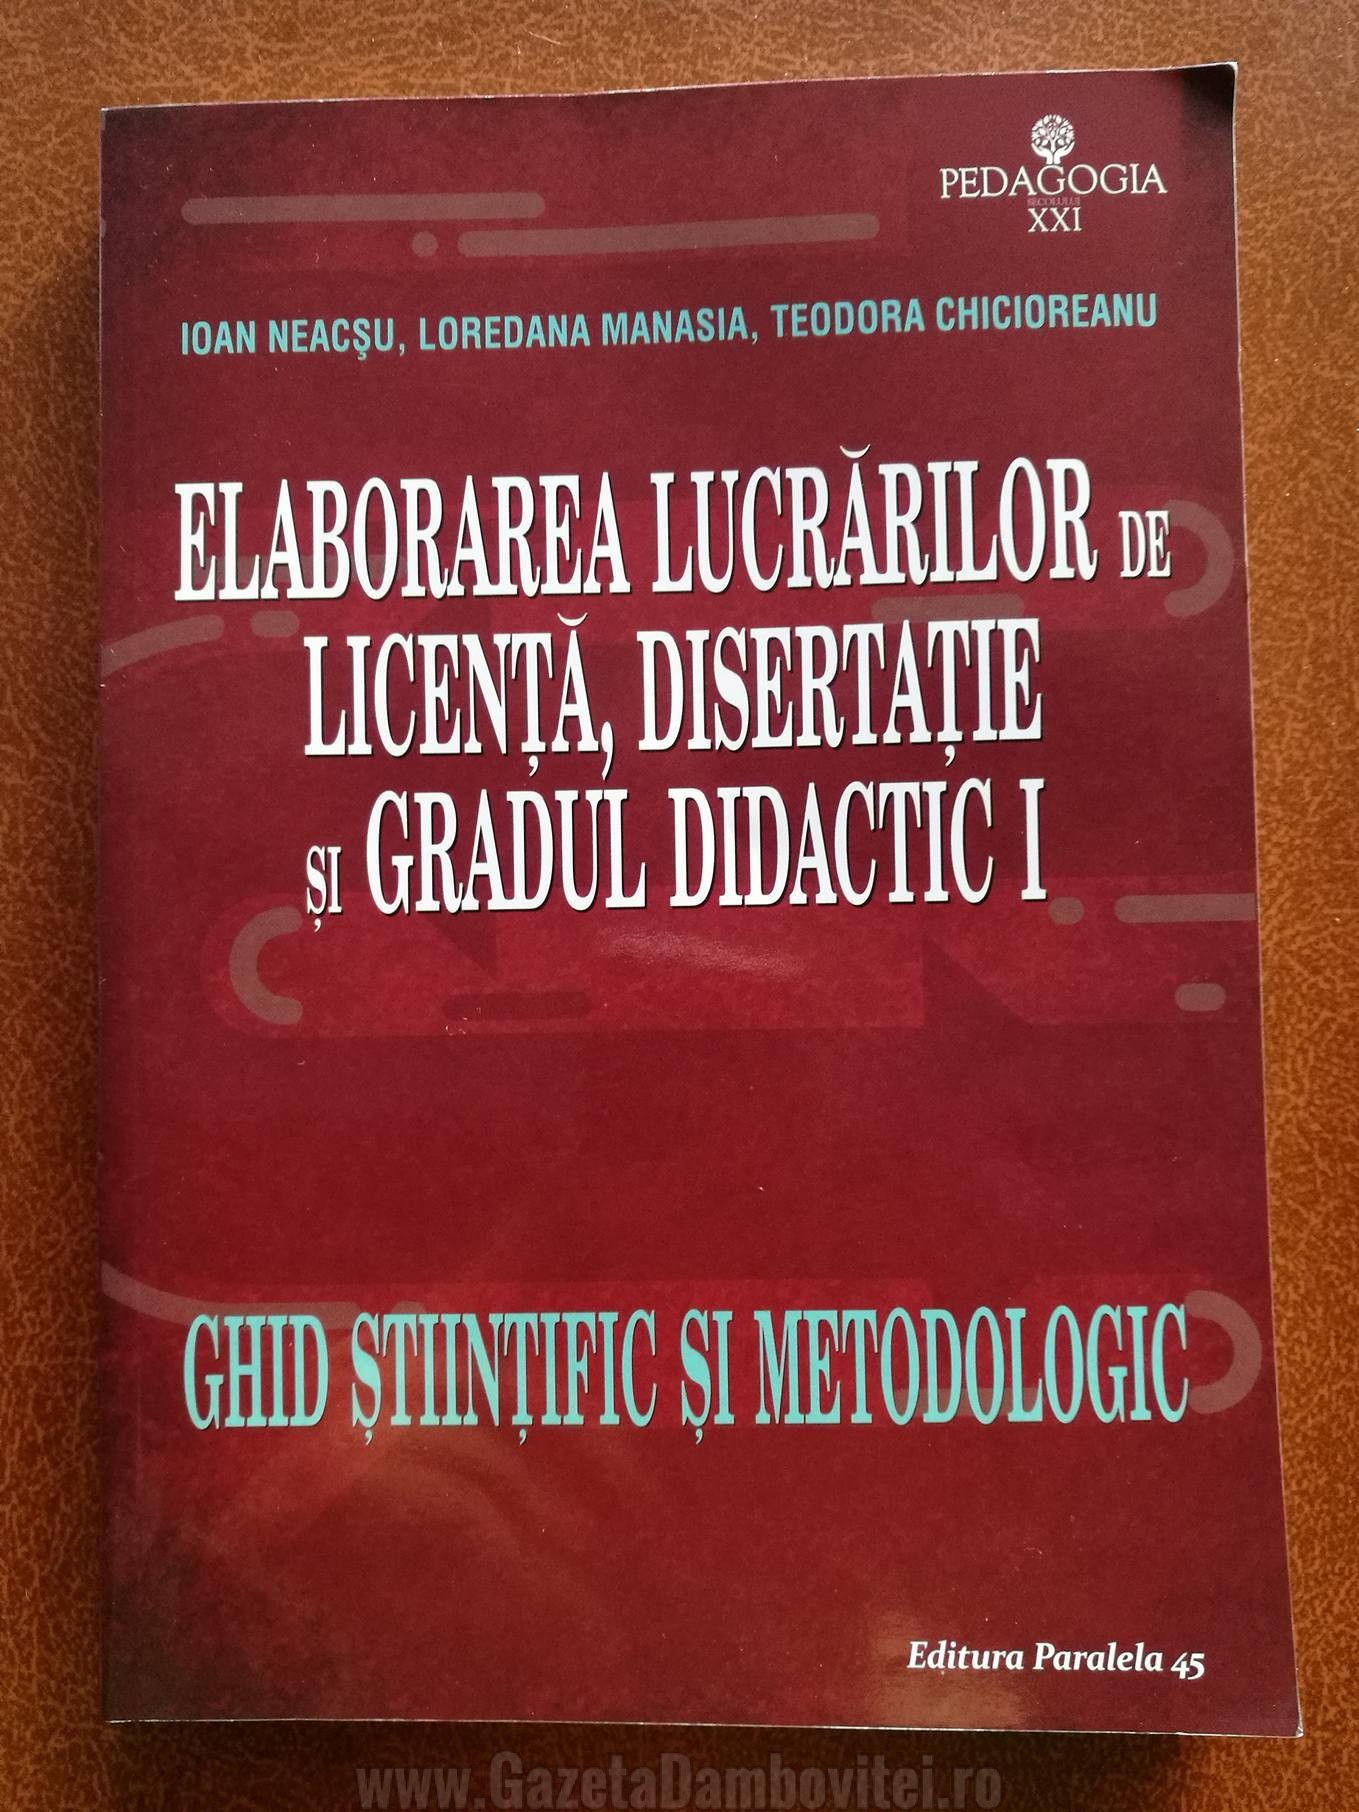 PEDAGOGIA
SECOLULUI
XXI
IOAN NEACȘU, LOREDANA MANASIA, TEODORA CHICIOREANU
ELABORAREA LUCRĂRILOR DE
LICENȚĂ, DISERTAȚIE
ȘI GRADUL DIDACTIC I
GHID ȘTIINȚIFIC ȘI METODOLOGIC
Editura Paralela 45
www.GazetaDambovitei.ro